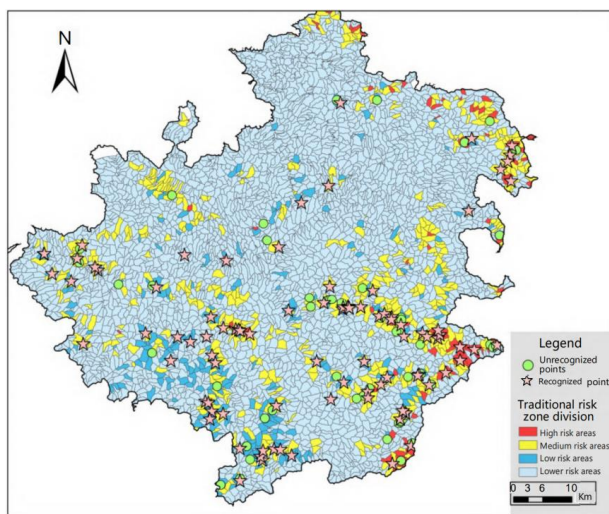 N
Legend
Unrecognized
points
Recognized point
Traditional risk
zone division
High risk areas
Medium risk areas
Low risk areas
Lower risk areas
0 3 6 10
Km